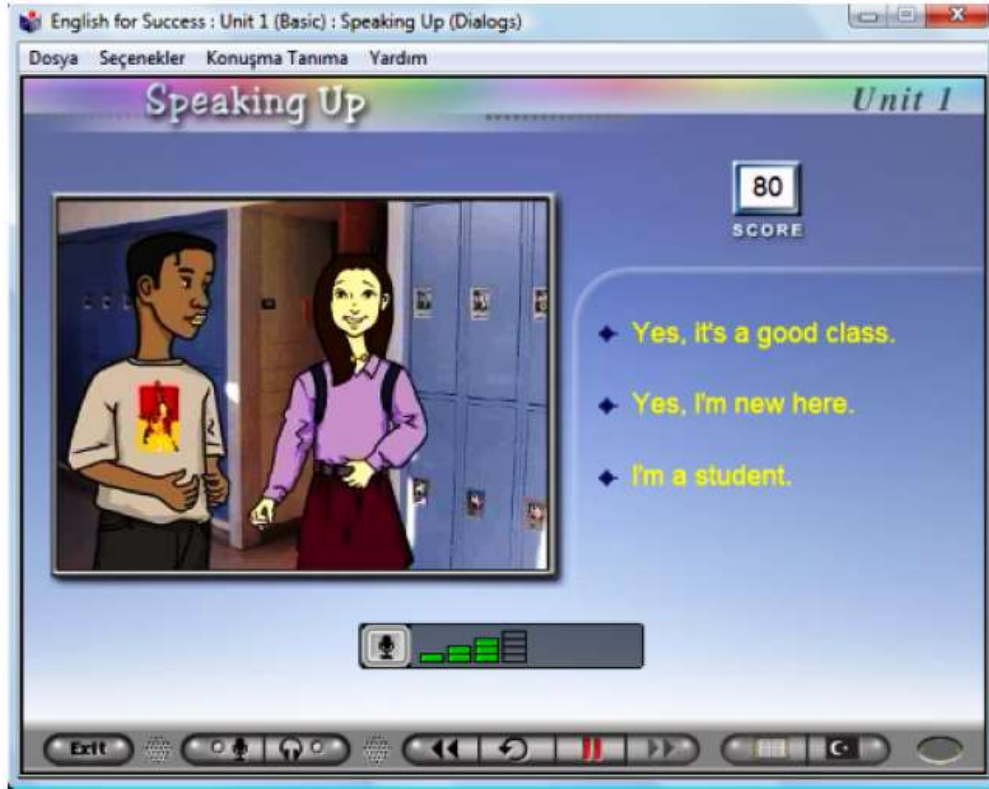 English for Success : Unit 1 (Basic) : Speaking Up (Dialogs)
Dosya Seçenekler Konuşma Tanıma Yardım
Speaking Up
Unit 1
80
SCORE
Yes, it's a good class.
Yes, I'm new here.
I'm a student.
Exit